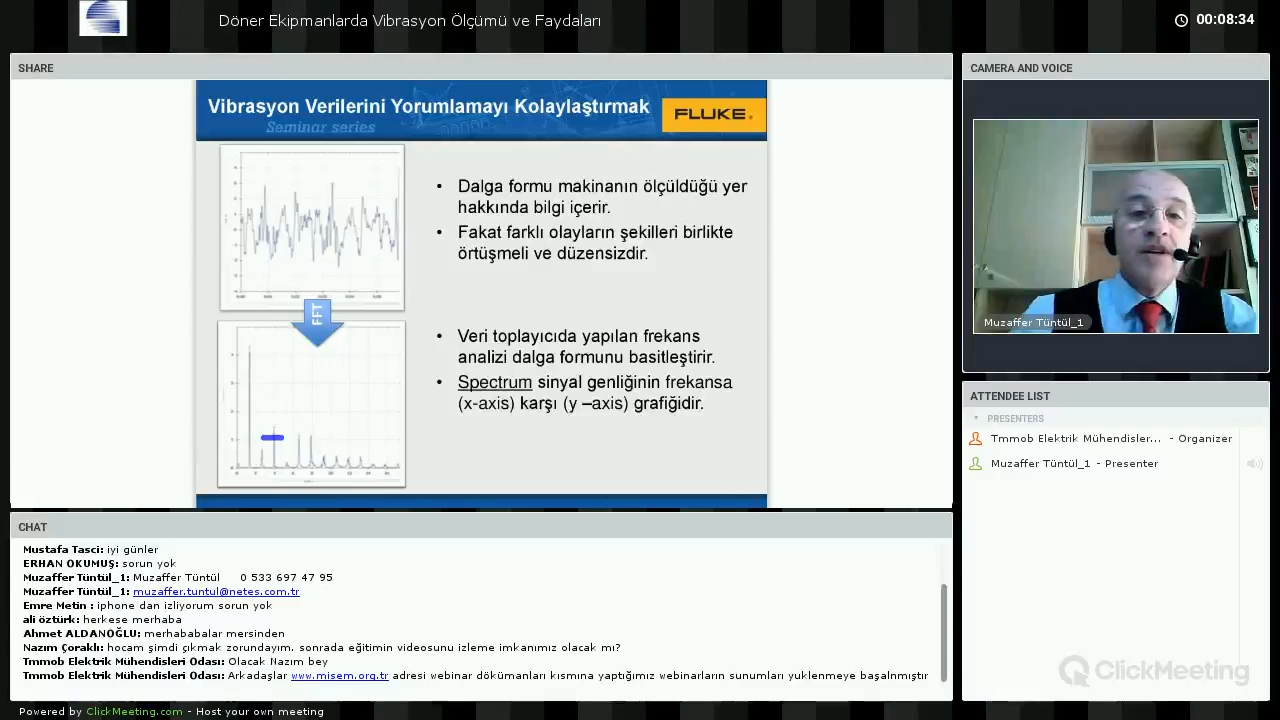 Döner Ekipmanlarda Vibrasyon Ölçümü ve Faydaları
00:08:34
SHARE
Vibrasyon Verilerini Yorumlamayı Kolaylaştırmak
Seminar series
FLUKE®
• Dalga formu makinanın ölçüldüğü yer
hakkında bilgi içerir.
• Fakat farklı olayların şekilleri birlikte
örtüşmeli ve düzensizdir.
FFT
• Veri toplayıcıda yapılan frekans
analizi dalga formunu basitleştirir.
• Spectrum sinyal genliğinin frekansa
(x-axis) karşı (y –axis) grafiğidir.
CAMERA AND VOICE
Muzaffer Tüntül_1
ATTENDEE LIST
PRESENTERS
Tmmob Elektrik Mühendisler... - Organizer
Muzaffer Tüntül_1 - Presenter
CHAT
Mustafa Tasci: iyi günler
ERHAN OKUMUŞ: sorun yok
Muzaffer Tüntül_1: Muzaffer Tüntül 0 533 697 47 95
Muzaffer Tüntül_1: muzaffer.tuntul@netes.com.tr
Emre Metin : iphone dan izliyorum sorun yok
ali öztürk: herkese merhaba
Ahmet ALDANOĞLU: merhababalar mersinden
Nazım Çoraklı: hocam şimdi çıkmak zorundayım. sonrada eğitimin videosunu izleme imkanımız olacak mı?
Tmmob Elektrik Mühendisleri Odası: Olacak Nazım bey
Tmmob Elektrik Mühendisleri Odası: Arkadaşlar www.misem.org.tr adresi webinar dökümanları kısmına yaptığımız webinarların sunumları yuklenmeye başalnmıştır
ClickMeeting
Powered by ClickMeeting.com - Host your own meeting